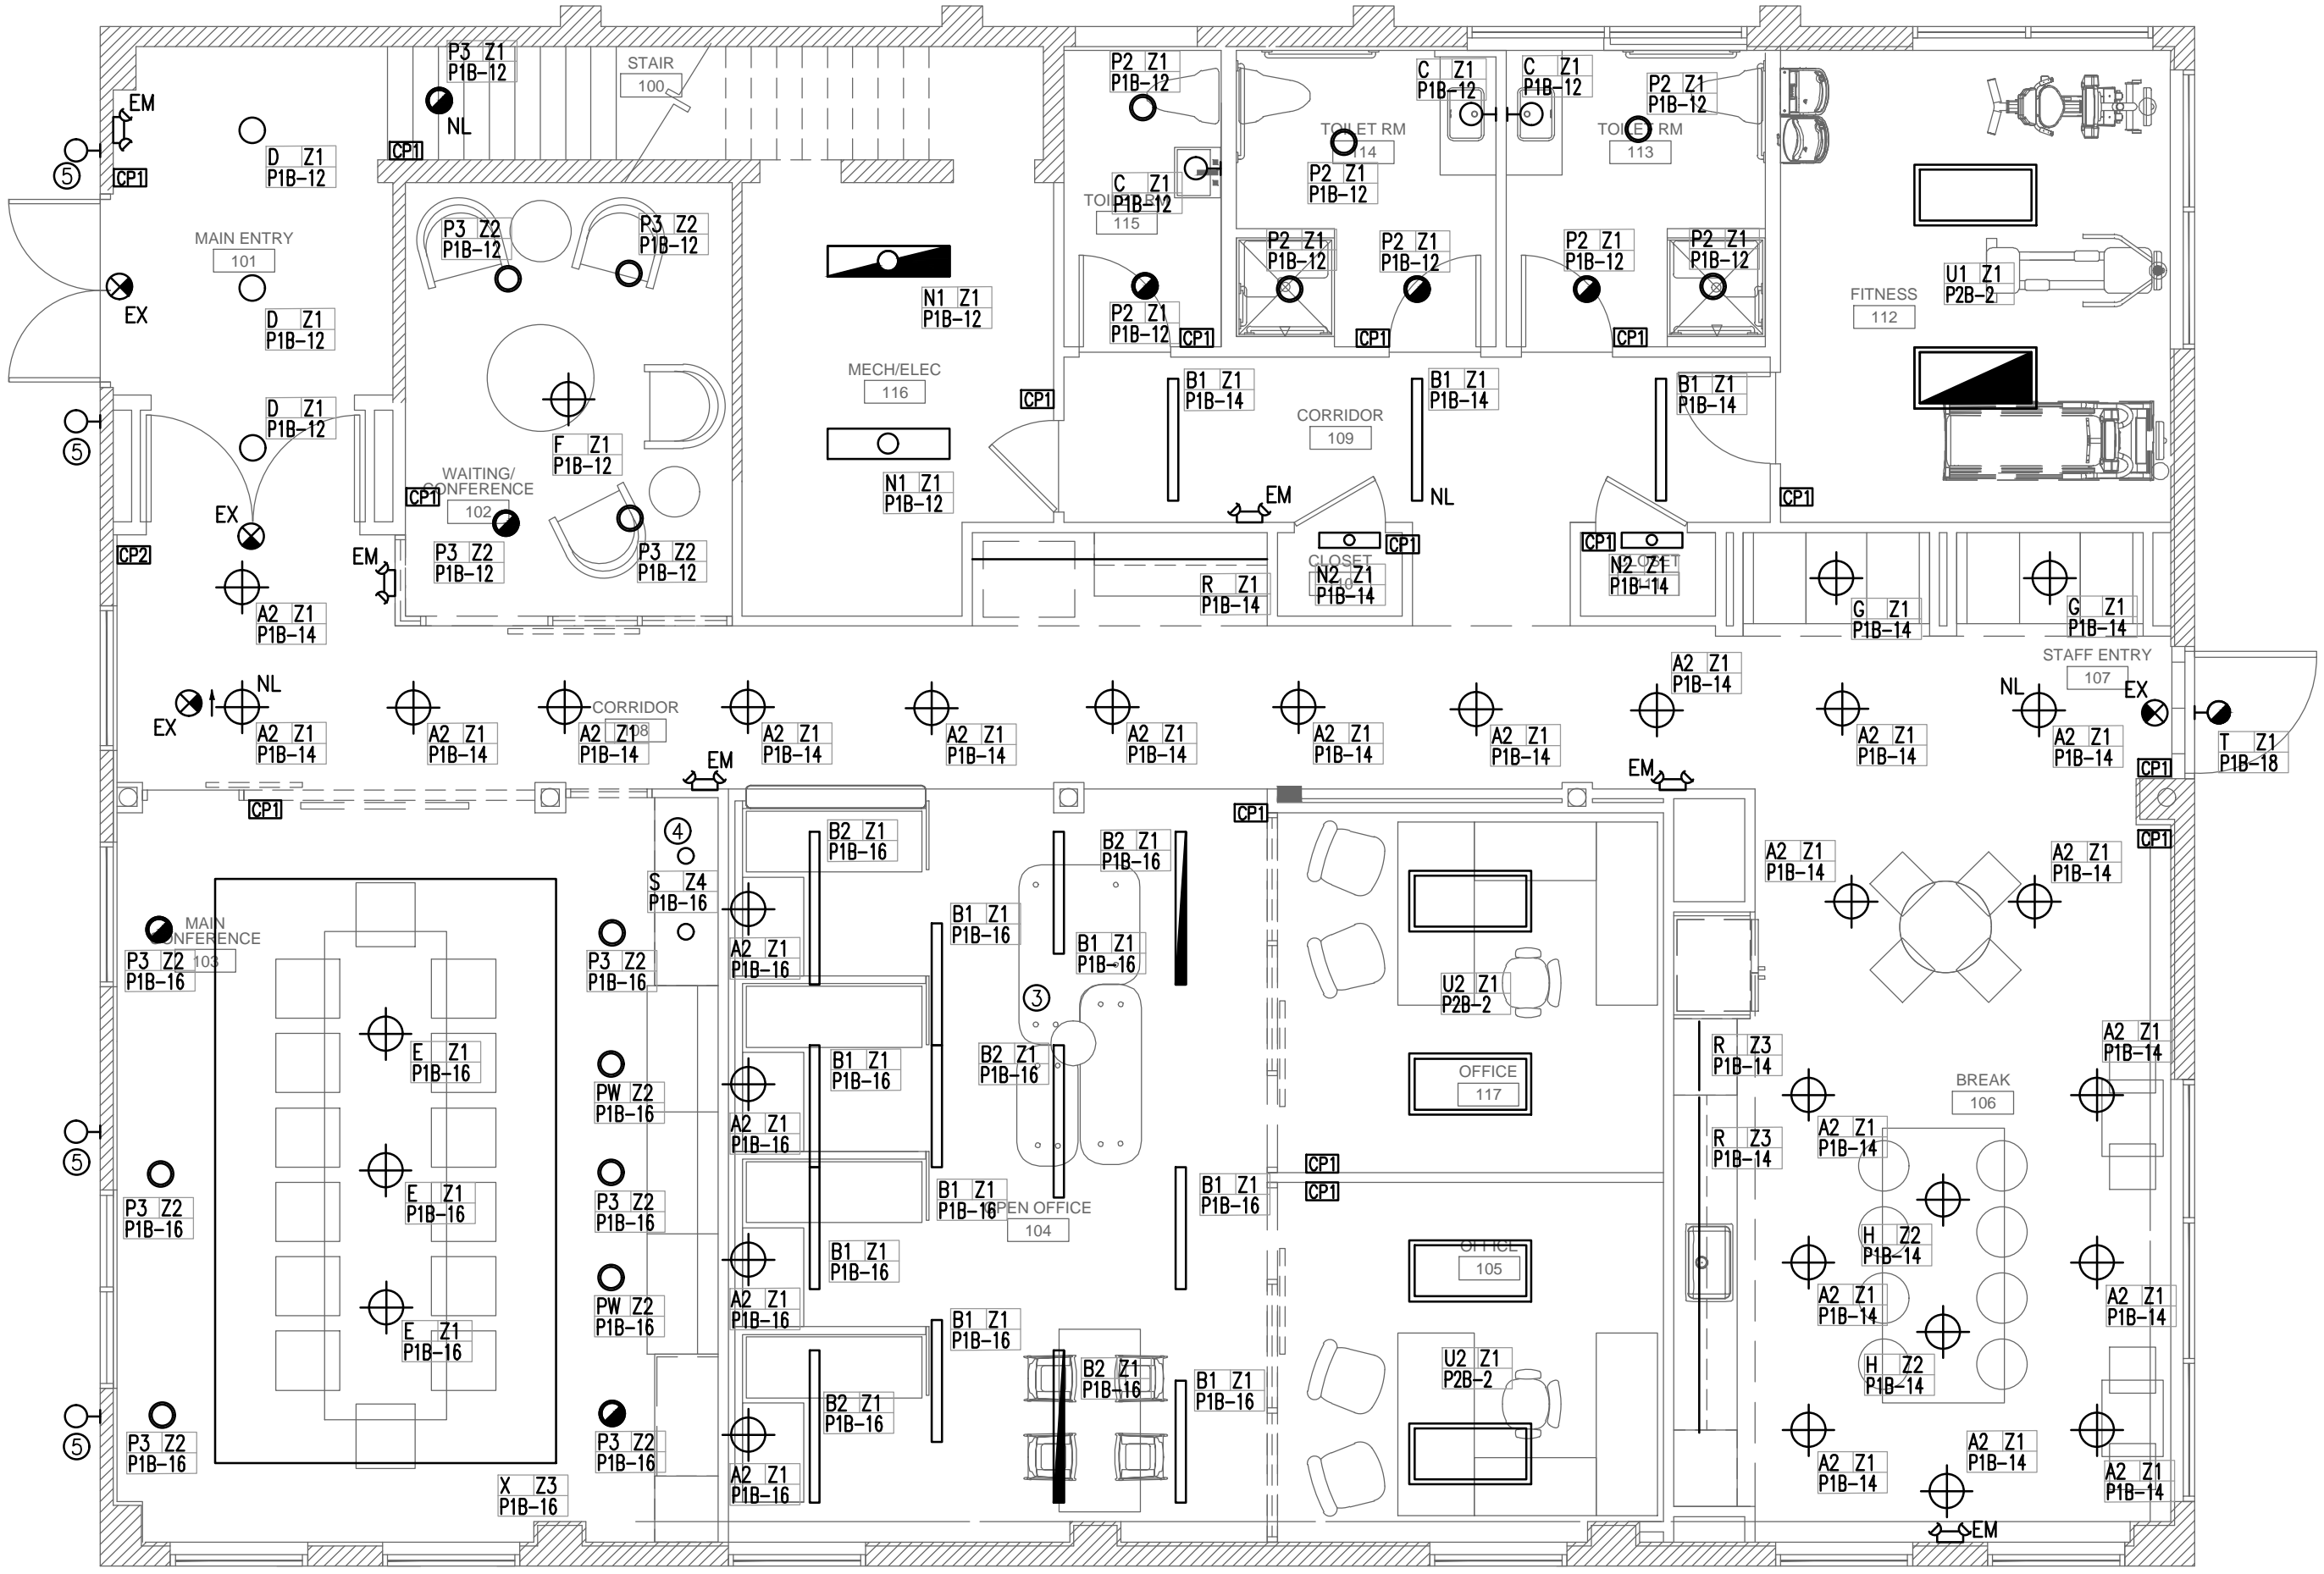 P3 Z1
P1B-12
NL
STAIR
100
EM
CP1
CP1
5
D Z1
P1B-12
MAIN ENTRY
101
EX
D Z1
P1B-12
D Z1
P1B-12
5
EX
CP2
EM
P3 Z2
P1B-12
P3 Z2
P1B-12
F Z1
P1B-12
WAITING/
CONFERENCE
102
CP1
P3 Z2
P1B-12
P3 Z2
P1B-12
N1 Z1
P1B-12
MECH/ELEC
116
CP1
N1 Z1
P1B-12
P2 Z1
P1B-12
C Z1
P1B-12
TOILET RM
115
P2 Z1
P1B-12
CP1
C Z1
P1B-12
TOILET RM
114
P2 Z1
P1B-12
P2 Z1
P1B-12
P2 Z1
P1B-12
CP1
C Z1
P1B-12
P2 Z1
P1B-12
TOILET RM
113
P2 Z1
P1B-12
P2 Z1
P1B-12
CP1
U1 Z1
P2B-2
FITNESS
112
CP1
B1 Z1
P1B-14
B1 Z1
P1B-14
B1 Z1
P1B-14
CORRIDOR
109
EM
NL
CP1
CP1
CLOSET
N2 Z1
P1B-14
CLOSET
N2 Z1
P1B-14
R Z1
P1B-14
G Z1
P1B-14
G Z1
P1B-14
STAFF ENTRY
107
A2 Z1
P1B-14
A2 Z1
P1B-14
NL
EX
A2 Z1
P1B-14
A2 Z1
P1B-14
CORRIDOR
108
A2 Z1
P1B-14
A2 Z1
P1B-14
A2 Z1
P1B-14
A2 Z1
P1B-14
A2 Z1
P1B-14
A2 Z1
P1B-14
A2 Z1
P1B-14
NL
EX
A2 Z1
P1B-14
T Z1
P1B-18
EM
EM
CP1
CP1
CP1
CP1
4
S Z4
P1B-16
MAIN
CONFERENCE
103
P3 Z2
P1B-16
P3 Z2
P1B-16
E Z1
P1B-16
PW Z2
P1B-16
5
E Z1
P1B-16
P3 Z2
P1B-16
P3 Z2
P1B-16
PW Z2
P1B-16
E Z1
P1B-16
5
P3 Z2
P1B-16
P3 Z2
P1B-16
X Z3
P1B-16
B2 Z1
P1B-16
B2 Z1
P1B-16
A2 Z1
P1B-16
B1 Z1
P1B-16
B1 Z1
P1B-16
3
B1 Z1
P1B-16
B2 Z1
P1B-16
A2 Z1
P1B-16
B1 Z1
P1B-16
B1 Z1
P1B-16
OPEN OFFICE
104
B1 Z1
P1B-16
A2 Z1
P1B-16
B1 Z1
P1B-16
B2 Z1
P1B-16
B1 Z1
P1B-16
B2 Z1
P1B-16
A2 Z1
P1B-16
U2 Z1
P2B-2
OFFICE
117
CP1
CP1
OFFICE
105
U2 Z1
P2B-2
A2 Z1
P1B-14
A2 Z1
P1B-14
R Z3
P1B-14
A2 Z1
P1B-14
BREAK
106
R Z3
P1B-14
A2 Z1
P1B-14
H Z2
P1B-14
A2 Z1
P1B-14
A2 Z1
P1B-14
H Z2
P1B-14
A2 Z1
P1B-14
A2 Z1
P1B-14
A2 Z1
P1B-14
EM